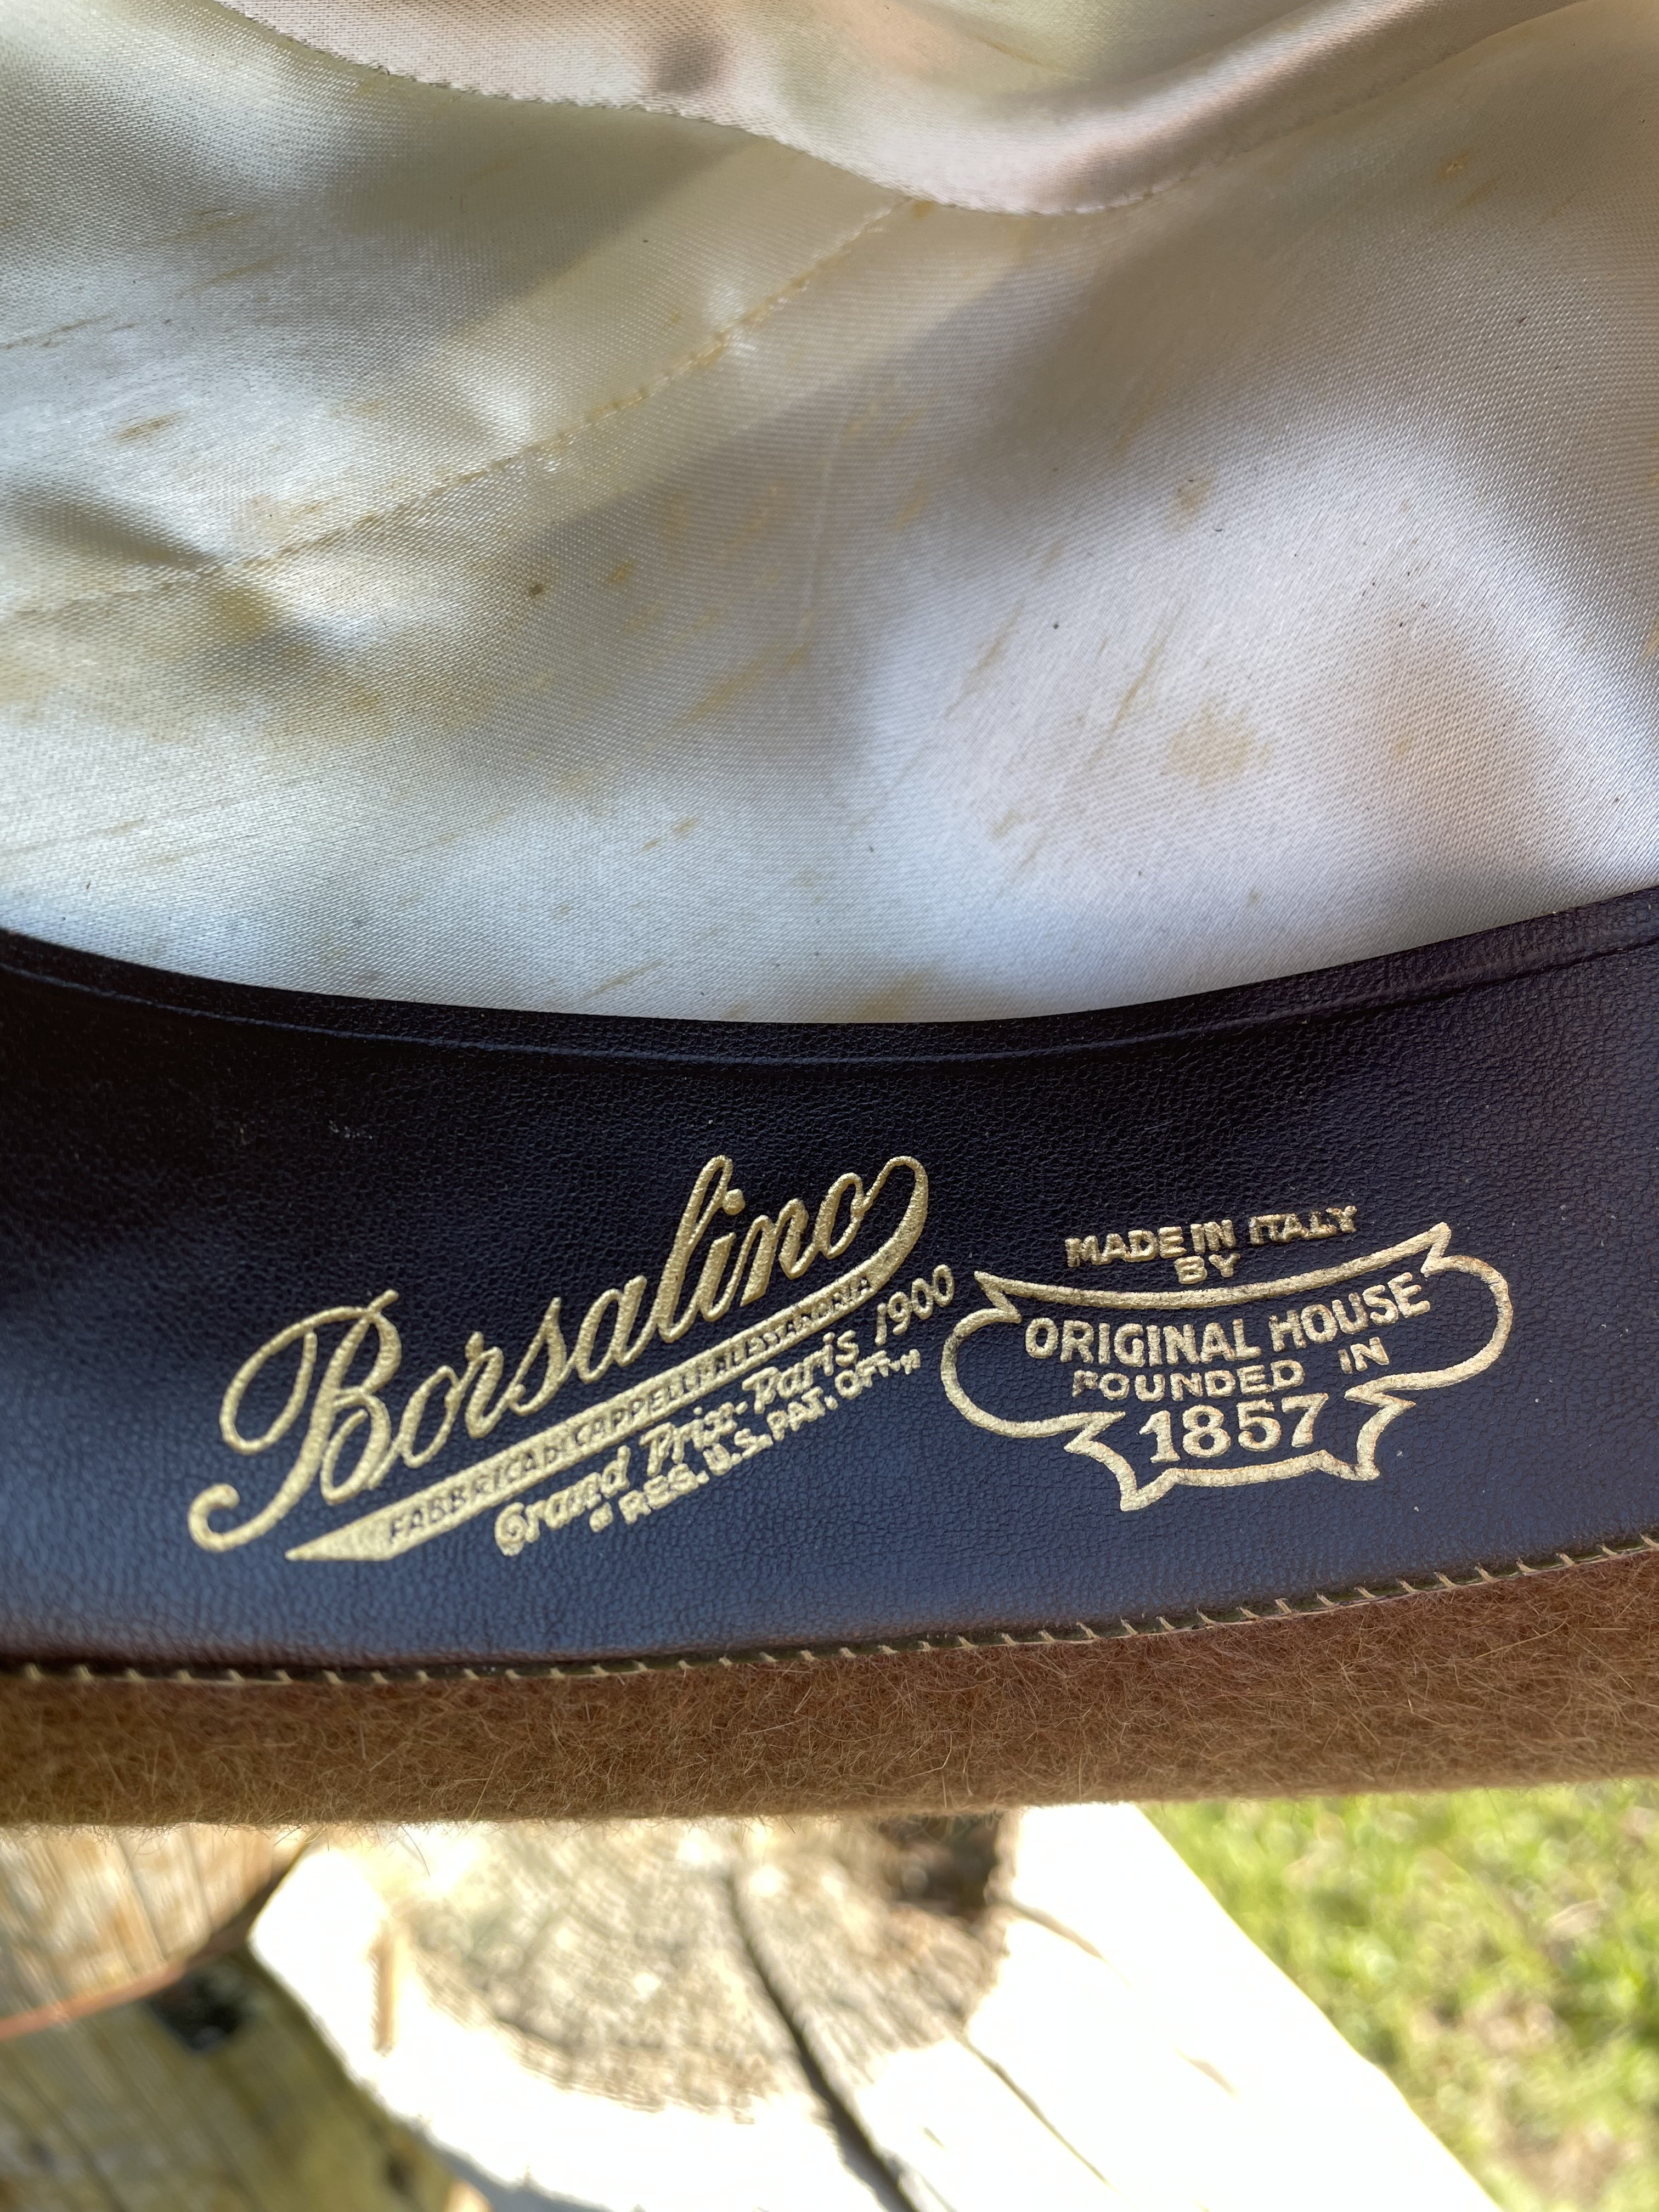 Borsalino
FABBRICA DI CAPPELLI-ALESSANDRIA
Grand Prix-Paris 1900
"REG. U.S. PAT. OFF."
MADE IN ITALY
BY
ORIGINAL HOUSE
FOUNDED IN
1857